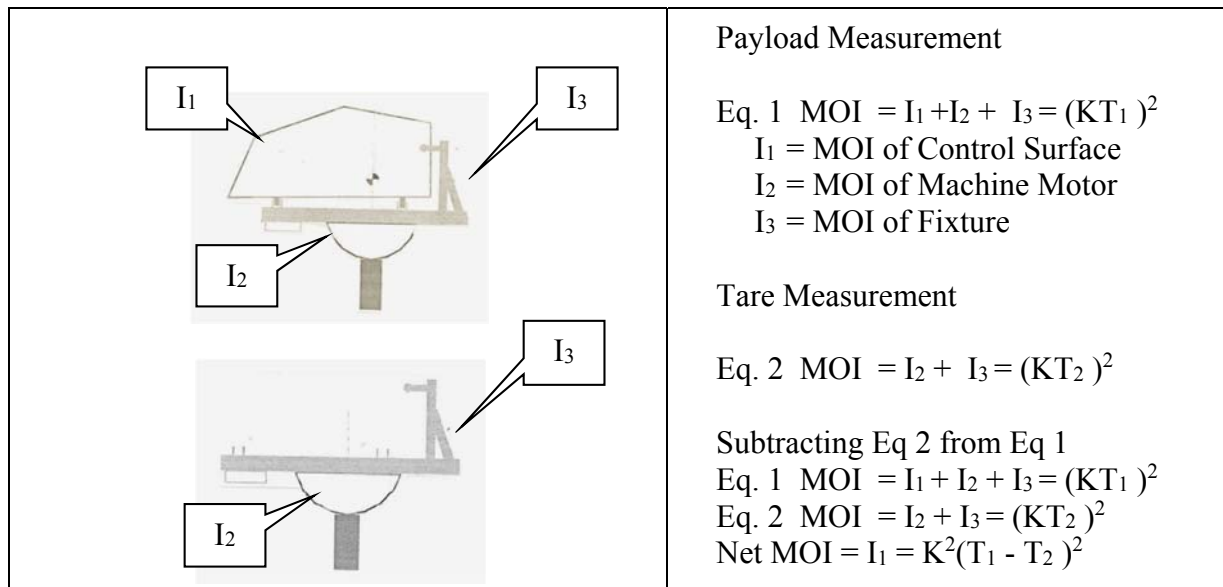 I₁
I₃
I₂
I₃
I₂
Payload Measurement
Eq. 1 MOI = I₁ +I₂ + I₃ = (KT₁ )²
I₁ = MOI of Control Surface
I₂ = MOI of Machine Motor
I₃ = MOI of Fixture
Tare Measurement
Eq. 2 MOI = I₂ + I₃ = (KT₂ )²
Subtracting Eq 2 from Eq 1
Eq. 1 MOI = I₁ + I₂ + I₃ = (KT₁ )²
Eq. 2 MOI = I₂ + I₃ = (KT₂ )²
Net MOI = I₁ = K²(T₁ - T₂ )²